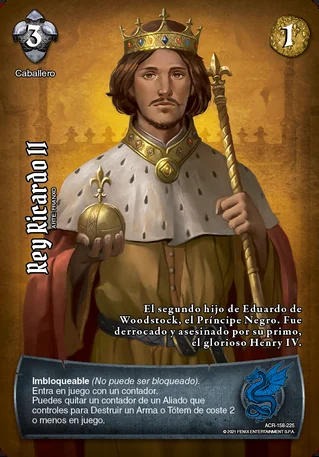 3
1
Caballero
Rey Ricardo II
El segundo hijo de Eduardo de
Woodstock, el Príncipe Negro. Fue
derrocado y asesinado por su primo,
el glorioso Henry IV.
Imbloqueable (No puede ser bloqueado).
Entra en juego con un contador.
Puedes quitar un contador de un Aliado que
controles para Destruir un Arma o Tótem de coste 2
o menos en juego.
ACR-158-225
© 2021 FENIX ENTERTAINMENT S.P.A.